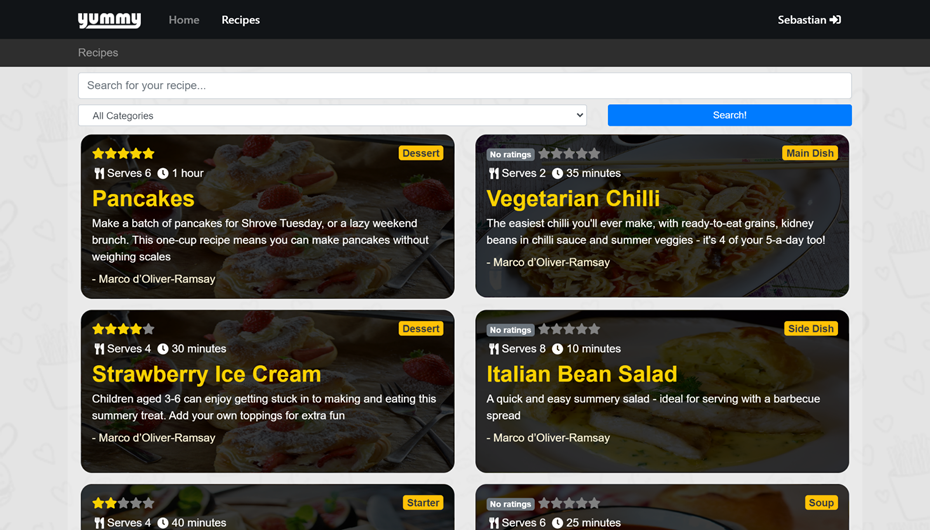 yummy Home Recipes Sebastian
Recipes
Search for your recipe...
All Categories Search!
Dessert
Serves 6 1 hour
Pancakes
Make a batch of pancakes for Shrove Tuesday, or a lazy weekend
brunch. This one-cup recipe means you can make pancakes without
weighing scales
- Marco d'Oliver-Ramsay
No ratings Main Dish
Serves 2 35 minutes
Vegetarian Chilli
The easiest chilli you'll ever make, with ready-to-eat grains, kidney
beans in chilli sauce and summer veggies - it's 4 of your 5-a-day too!
- Marco d'Oliver-Ramsay
Dessert
Serves 4 30 minutes
Strawberry Ice Cream
Children aged 3-6 can enjoy getting stuck in to making and eating this
summery treat. Add your own toppings for extra fun
- Marco d'Oliver-Ramsay
No ratings Side Dish
Serves 8 10 minutes
Italian Bean Salad
A quick and easy summery salad - ideal for serving with a barbecue
spread
- Marco d'Oliver-Ramsay
Starter
Serves 4 40 minutes
No ratings Soup
Serves 6 25 minutes